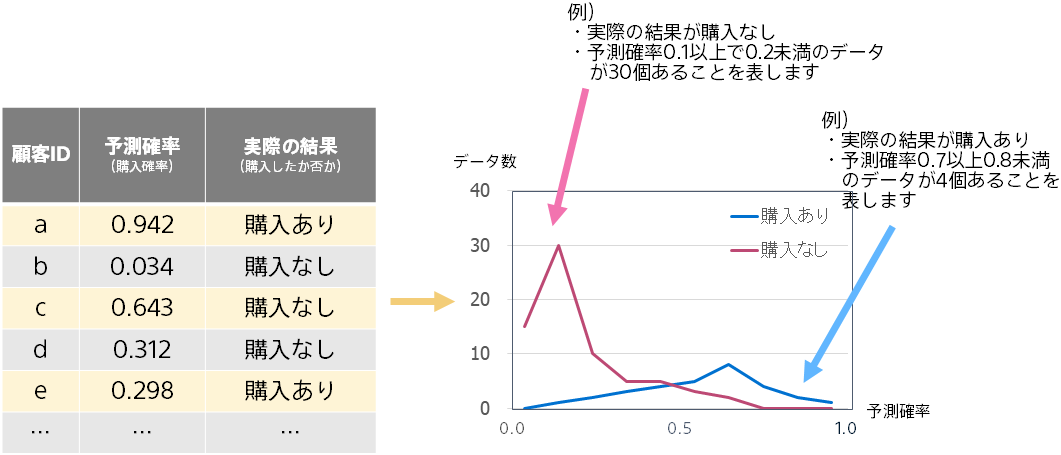 例)
・実際の結果が購入なし
・予測確率0.1以上で0.2未満のデータ
が30個あることを表します
例)
・実際の結果が購入あり
・予測確率0.7以上0.8未満
のデータが4個あることを
表します
顧客ID 予測確率 実際の結果
(購入確率) (購入したか否か)
a 0.942 購入あり
b 0.034 購入なし
c 0.643 購入なし
d 0.312 購入なし
e 0.298 購入あり
… … …
データ数
40
30
20
10
0
購入あり
購入なし
0.0 0.5 1.0
予測確率